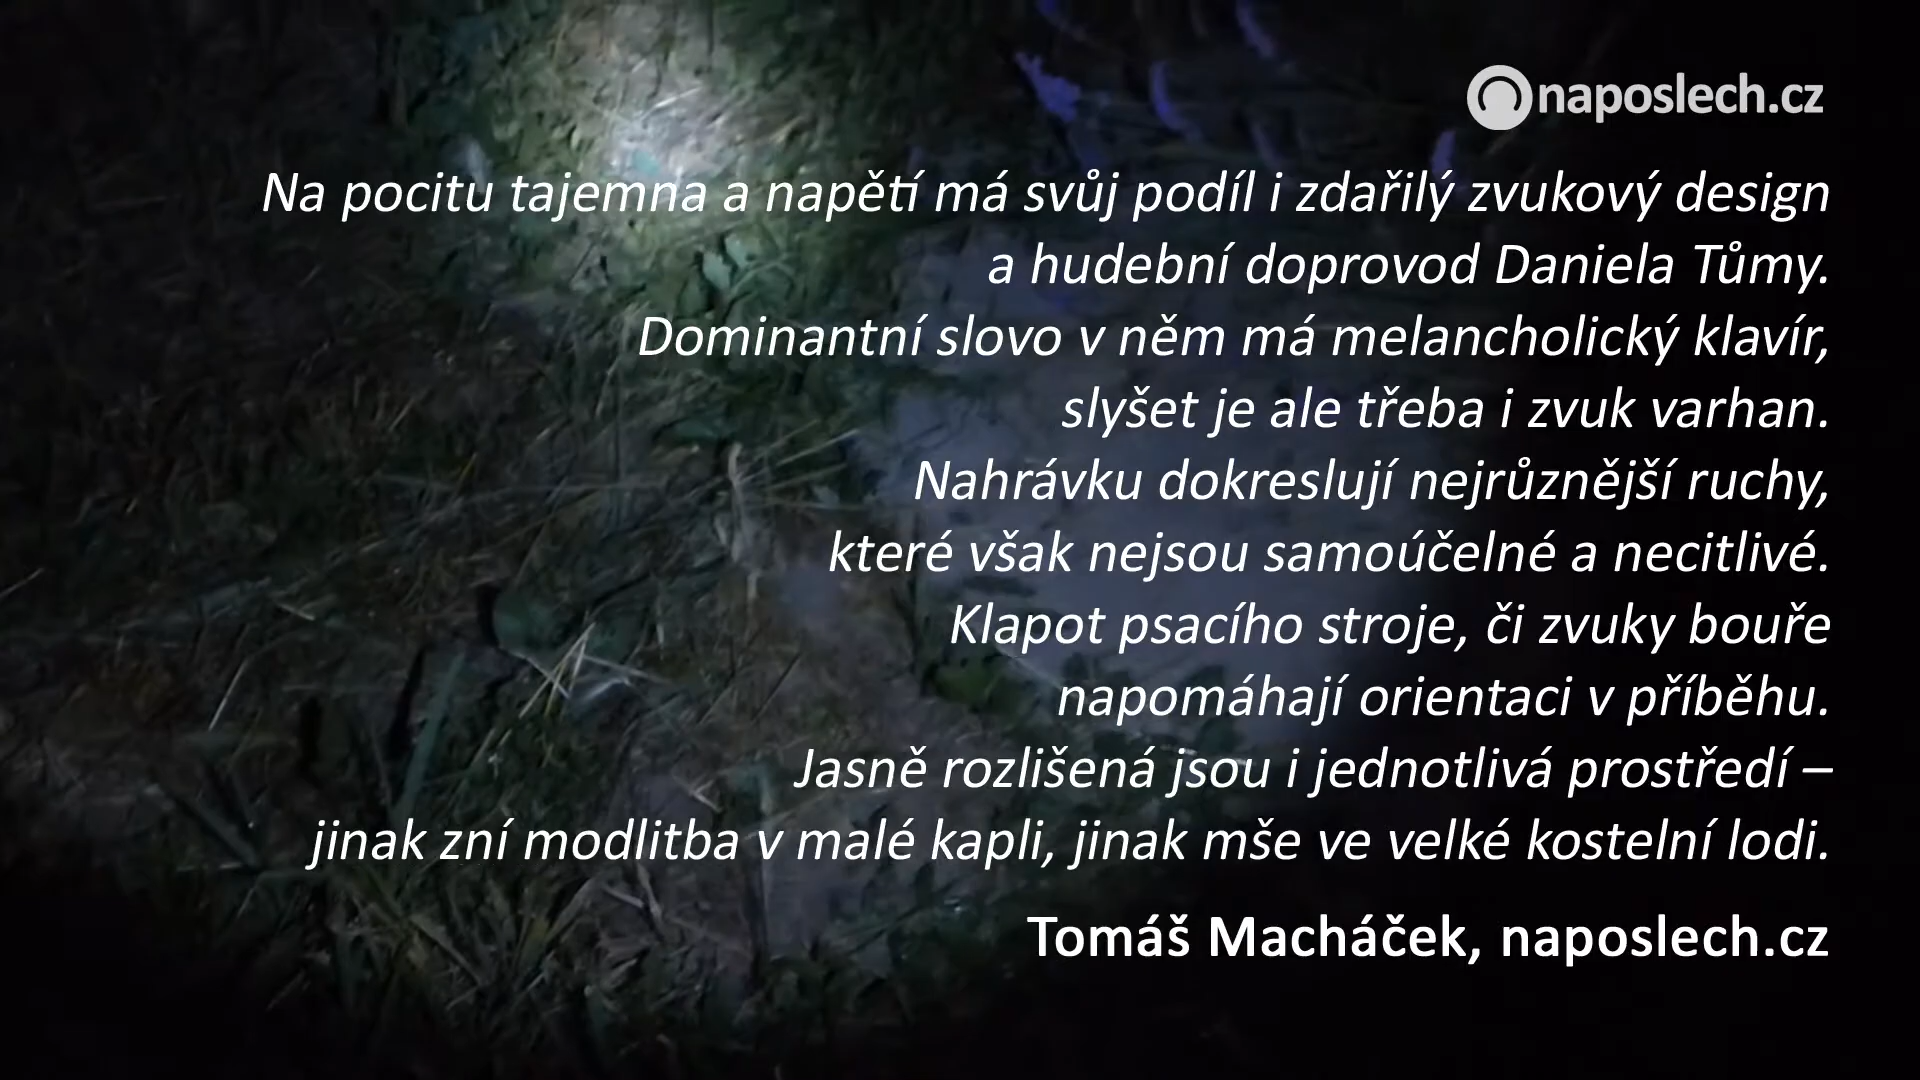 naposlech.cz
Na pocitu tajemna a napětí má svůj podíl i zdařilý zvukový design
a hudební doprovod Daniela Tůmy.
Dominantní slovo v něm má melancholický klavír,
slyšet je ale třeba i zvuk varhan.
Nahrávku dokreslují nejrůznější ruchy,
které však nejsou samoúčelné a necitlivé.
Klapot psacího stroje, či zvuky bouře
napomáhají orientaci v příběhu.
Jasně rozlišená jsou i jednotlivá prostředí –
jinak zní modlitba v malé kapli, jinak mše ve velké kostelní lodi.
Tomáš Macháček, naposlech.cz